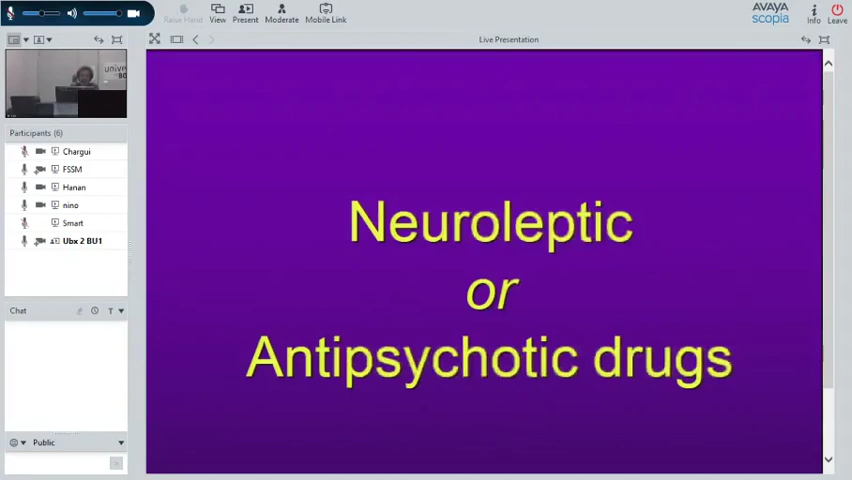 Raise Hand
View
Present
Moderate
Mobile Link
AVAYA
scopia
Info
Leave
Live Presentation
univers
Participants (6)
Chargui
FSSM
Hanan
nino
Smart
Ubx 2 BU1
Chat
T
Public
>
Neuroleptic
or
Antipsychotic drugs